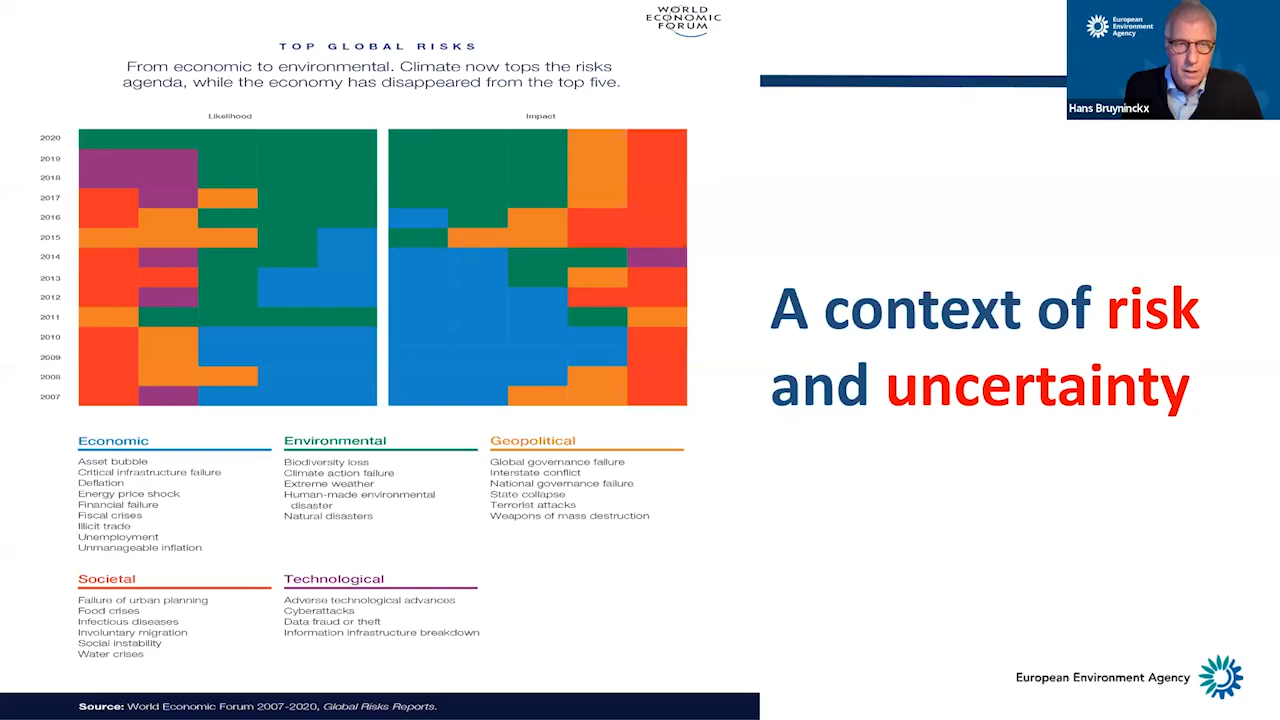 WORLD
ECONOMIC
FORUM
TOP GLOBAL RISKS
From economic to environmental. Climate now tops the risks
agenda, while the economy has disappeared from the top five.
Likelihood
Impact
2020
2019
2018
2017
2016
2015
2014
2013
2012
2011
2010
2009
2008
2007
Economic
Asset bubble
Critical infrastructure failure
Deflation
Energy price shock
Financial failure
Fiscal crises
Illicit trade
Unemployment
Unmanageable inflation
Environmental
Biodiversity loss
Climate action failure
Extreme weather
Human-made environmental
disaster
Natural disasters
Geopolitical
Global governance failure
Interstate conflict
National governance failure
State collapse
Terrorist attacks
Weapons of mass destruction
Societal
Failure of urban planning
Food crises
Infectious diseases
Involuntary migration
Social instability
Water crises
Technological
Adverse technological advances
Cyberattacks
Data fraud or theft
Information infrastructure breakdown
Source: World Economic Forum 2007-2020, Global Risks Reports.
European
Environment
Agency
Hans Bruyninckx
A context of risk
and uncertainty
European Environment Agency